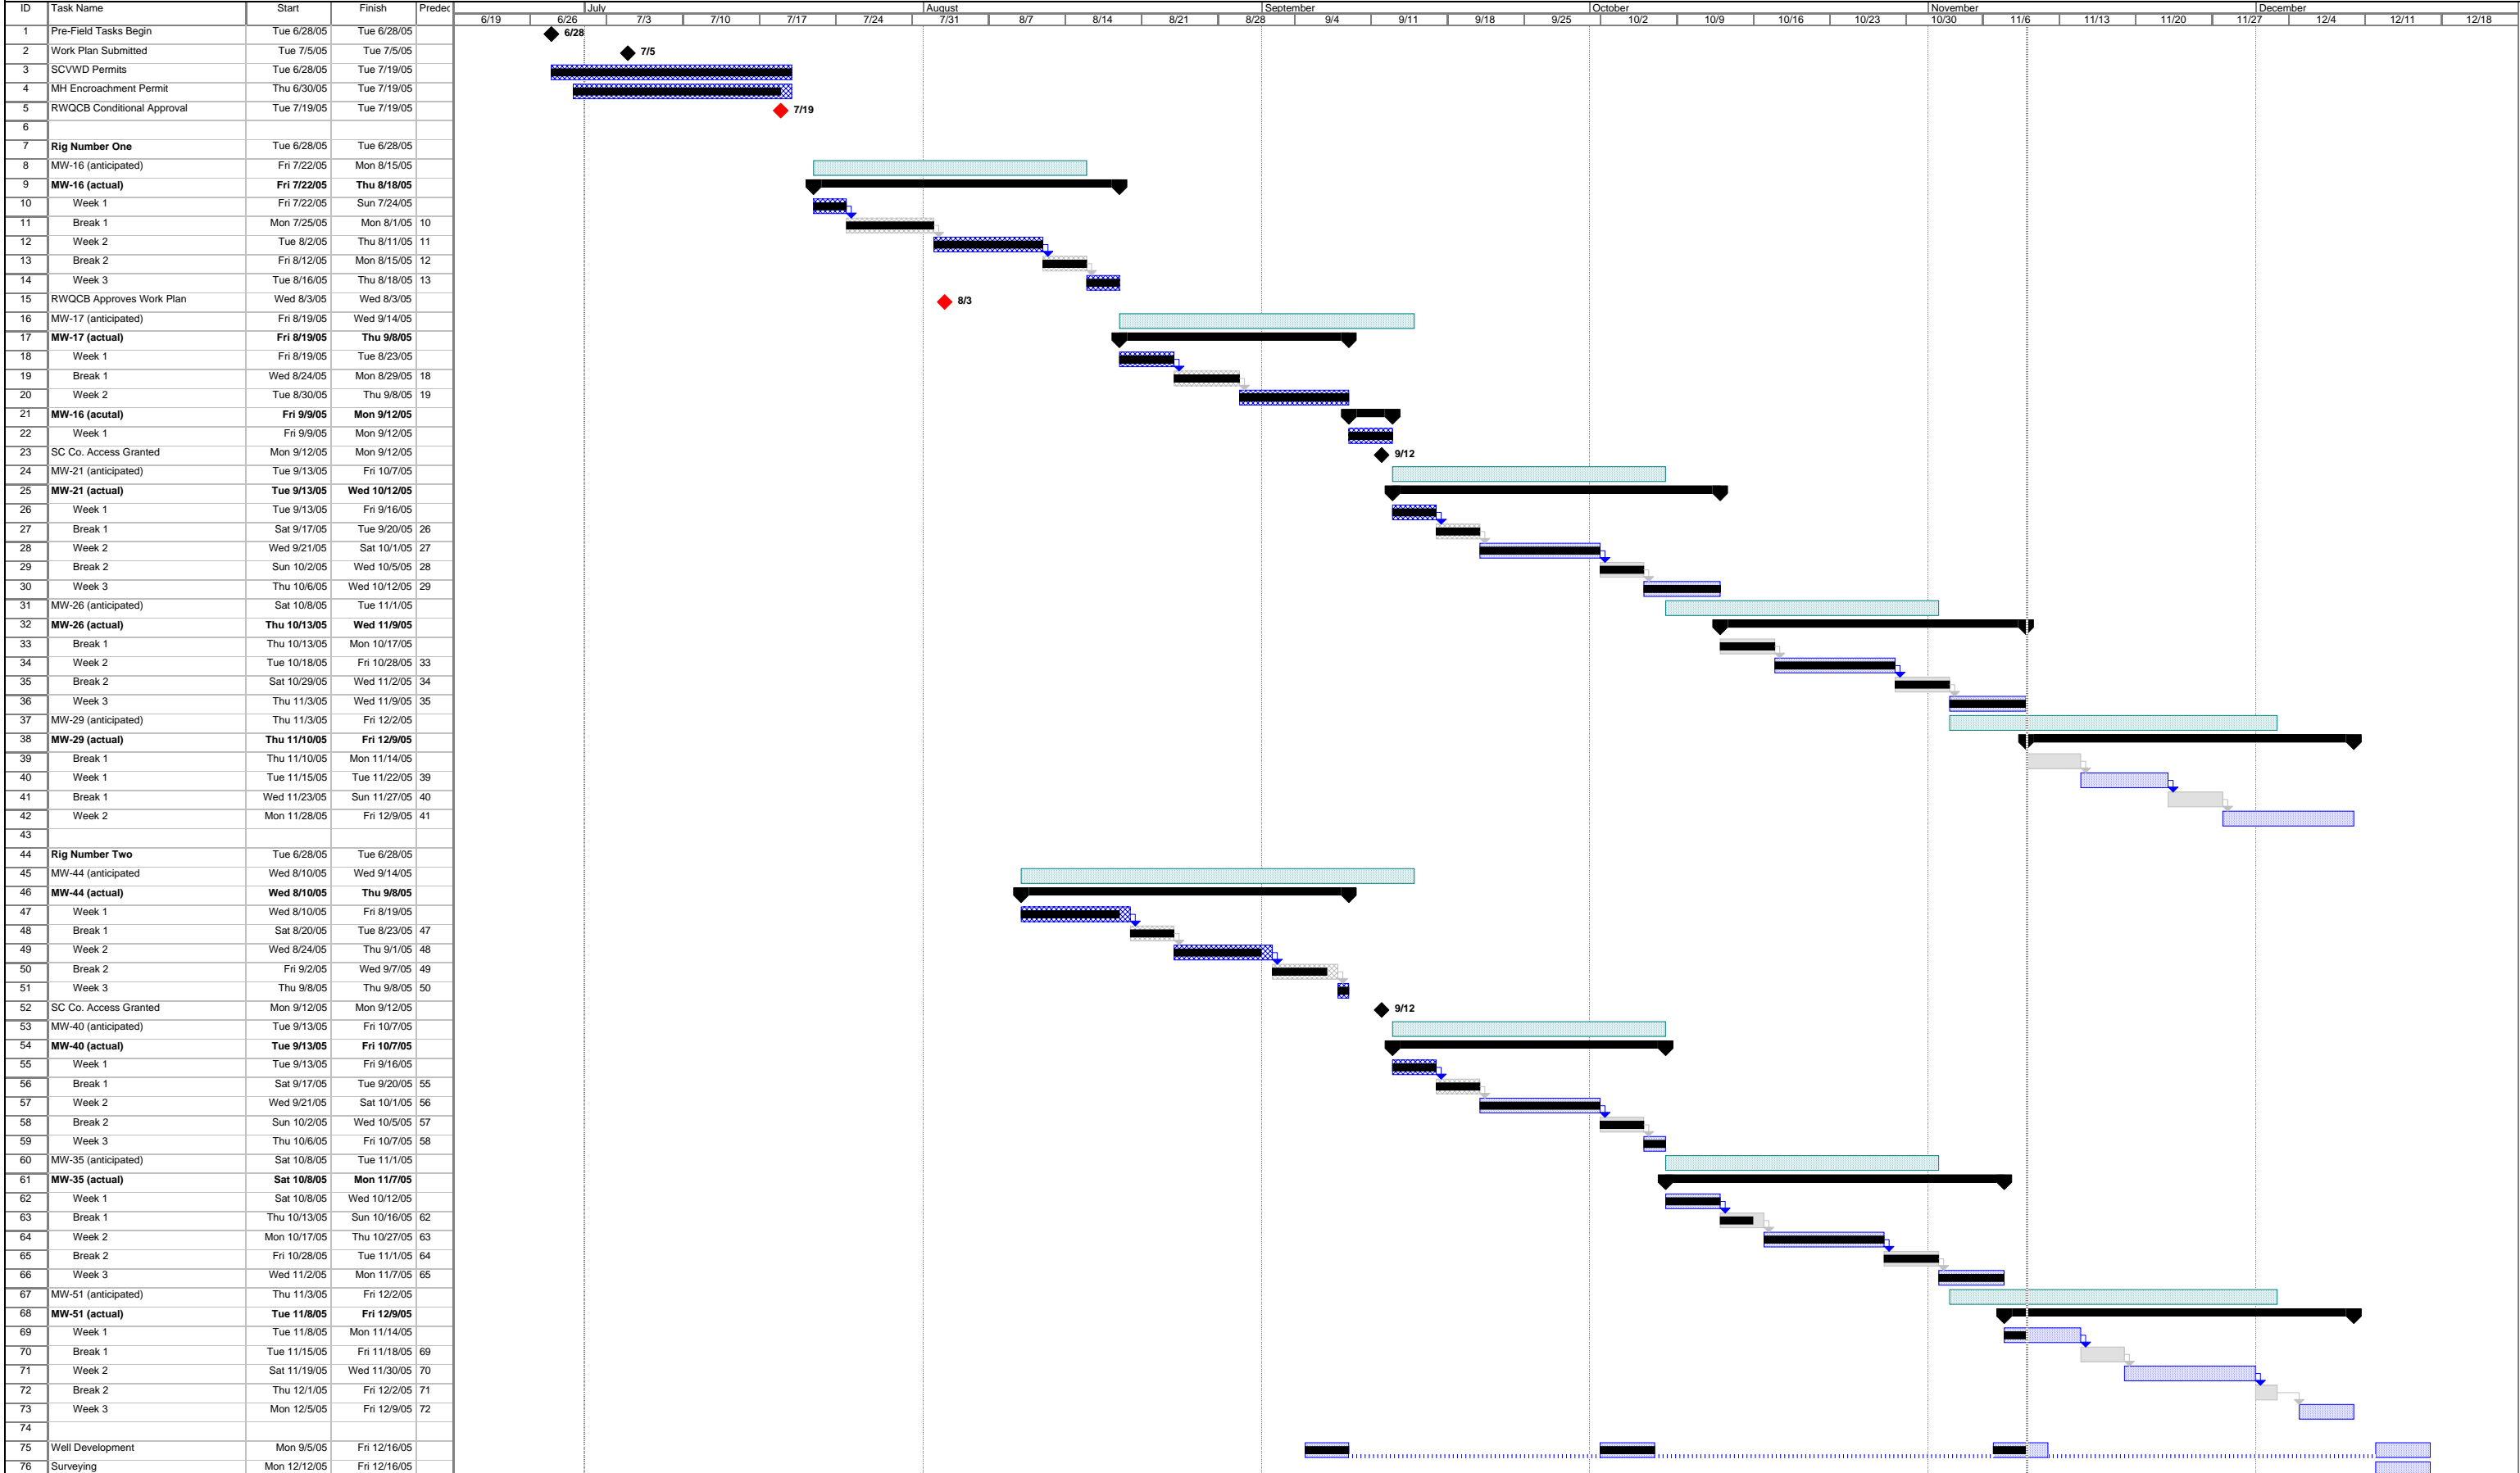 ID Task Name Start Finish Predec
July August September October November December
6/19 6/26 7/3 7/10 7/17 7/24 7/31 8/7 8/14 8/21 8/28 9/4 9/11 9/18 9/25 10/2 10/9 10/16 10/23 10/30 11/6 11/13 11/20 11/27 12/4 12/11 12/18
1 Pre-Field Tasks Begin Tue 6/28/05 Tue 6/28/05 6/28
2 Work Plan Submitted Tue 7/5/05 Tue 7/5/05 7/5
3 SCVWD Permits Tue 6/28/05 Tue 7/19/05
4 MH Encroachment Permit Thu 6/30/05 Tue 7/19/05
5 RWQCB Conditional Approval Tue 7/19/05 Tue 7/19/05 7/19
6
7 Rig Number One Tue 6/28/05 Tue 6/28/05
8 MW-16 (anticipated) Fri 7/22/05 Mon 8/15/05
9 MW-16 (actual) Fri 7/22/05 Thu 8/18/05
10 Week 1 Fri 7/22/05 Sun 7/24/05
11 Break 1 Mon 7/25/05 Mon 8/1/05 10
12 Week 2 Tue 8/2/05 Thu 8/11/05 11
13 Break 2 Fri 8/12/05 Mon 8/15/05 12
14 Week 3 Tue 8/16/05 Thu 8/18/05 13
15 RWQCB Approves Work Plan Wed 8/3/05 Wed 8/3/05 8/3
16 MW-17 (anticipated) Fri 8/19/05 Wed 9/14/05
17 MW-17 (actual) Fri 8/19/05 Thu 9/8/05
18 Week 1 Fri 8/19/05 Tue 8/23/05
19 Break 1 Wed 8/24/05 Mon 8/29/05 18
20 Week 2 Tue 8/30/05 Thu 9/8/05 19
21 MW-16 (acutal) Fri 9/9/05 Mon 9/12/05
22 Week 1 Fri 9/9/05 Mon 9/12/05
23 SC Co. Access Granted Mon 9/12/05 Mon 9/12/05 9/12
24 MW-21 (anticipated) Tue 9/13/05 Fri 10/7/05
25 MW-21 (actual) Tue 9/13/05 Wed 10/12/05
26 Week 1 Tue 9/13/05 Fri 9/16/05
27 Break 1 Sat 9/17/05 Tue 9/20/05 26
28 Week 2 Wed 9/21/05 Sat 10/1/05 27
29 Break 2 Sun 10/2/05 Wed 10/5/05 28
30 Week 3 Thu 10/6/05 Wed 10/12/05 29
31 MW-26 (anticipated) Sat 10/8/05 Tue 11/1/05
32 MW-26 (actual) Thu 10/13/05 Wed 11/9/05
33 Break 1 Thu 10/13/05 Mon 10/17/05
34 Week 2 Tue 10/18/05 Fri 10/28/05 33
35 Break 2 Sat 10/29/05 Wed 11/2/05 34
36 Week 3 Thu 11/3/05 Wed 11/9/05 35
37 MW-29 (anticipated) Thu 11/3/05 Fri 12/2/05
38 MW-29 (actual) Thu 11/10/05 Fri 12/9/05
39 Break 1 Thu 11/10/05 Mon 11/14/05
40 Week 1 Tue 11/15/05 Tue 11/22/05 39
41 Break 1 Wed 11/23/05 Sun 11/27/05 40
42 Week 2 Mon 11/28/05 Fri 12/9/05 41
43
44 Rig Number Two Tue 6/28/05 Tue 6/28/05
45 MW-44 (anticipated Wed 8/10/05 Wed 9/14/05
46 MW-44 (actual) Wed 8/10/05 Thu 9/8/05
47 Week 1 Wed 8/10/05 Fri 8/19/05
48 Break 1 Sat 8/20/05 Tue 8/23/05 47
49 Week 2 Wed 8/24/05 Thu 9/1/05 48
50 Break 2 Fri 9/2/05 Wed 9/7/05 49
51 Week 3 Thu 9/8/05 Thu 9/8/05 50
52 SC Co. Access Granted Mon 9/12/05 Mon 9/12/05 9/12
53 MW-40 (anticipated) Tue 9/13/05 Fri 10/7/05
54 MW-40 (actual) Tue 9/13/05 Fri 10/7/05
55 Week 1 Tue 9/13/05 Fri 9/16/05
56 Break 1 Sat 9/17/05 Tue 9/20/05 55
57 Week 2 Wed 9/21/05 Sat 10/1/05 56
58 Break 2 Sun 10/2/05 Wed 10/5/05 57
59 Week 3 Thu 10/6/05 Fri 10/7/05 58
60 MW-35 (anticipated) Sat 10/8/05 Tue 11/1/05
61 MW-35 (actual) Sat 10/8/05 Mon 11/7/05
62 Week 1 Sat 10/8/05 Wed 10/12/05
63 Break 1 Thu 10/13/05 Sun 10/16/05 62
64 Week 2 Mon 10/17/05 Thu 10/27/05 63
65 Break 2 Fri 10/28/05 Tue 11/1/05 64
66 Week 3 Wed 11/2/05 Mon 11/7/05 65
67 MW-51 (anticipated) Thu 11/3/05 Fri 12/2/05
68 MW-51 (actual) Tue 11/8/05 Fri 12/9/05
69 Week 1 Tue 11/8/05 Mon 11/14/05
70 Break 1 Tue 11/15/05 Fri 11/18/05 69
71 Week 2 Sat 11/19/05 Wed 11/30/05 70
72 Break 2 Thu 12/1/05 Fri 12/2/05 71
73 Week 3 Mon 12/5/05 Fri 12/9/05 72
74
75 Well Development Mon 9/5/05 Fri 12/16/05
76 Surveying Mon 12/12/05 Fri 12/16/05